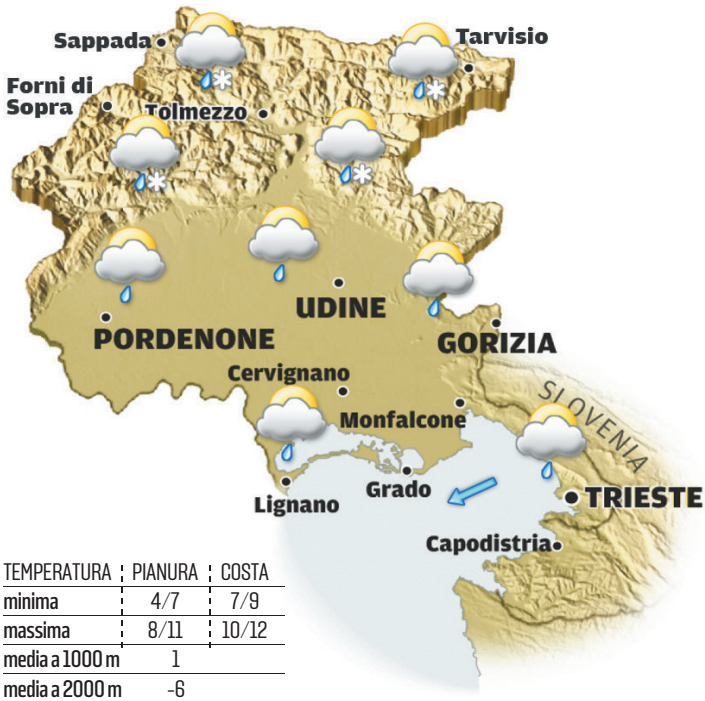 Sappada
Tarvisio
Forni di
Sopra
Tolmezzo
UDINE
PORDENONE
GORIZIA
Cervignano
SLOVENIA
Monfalcone
Grado
Lignano
TRIESTE
Capodistria
TEMPERATURA PIANURA COSTA
minima 4/7 7/9
massima 8/11 10/12
media a 1000 m 1
media a 2000 m -6